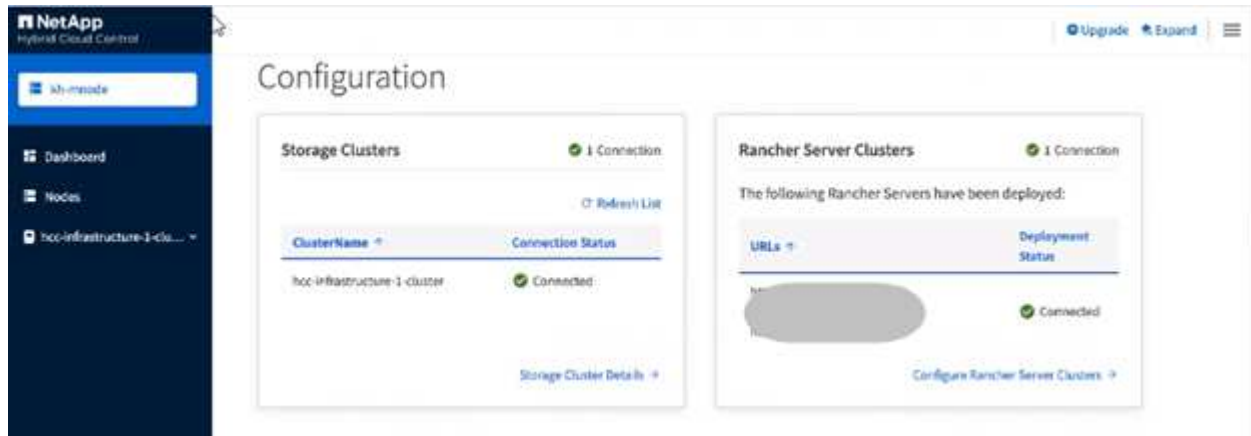 NetApp
Hybrid Cloud Control
Upgrade
Expand
kh-mnode
Configuration
Dashboard
Nodes
hcc-infrastructure-1-clu...
Storage Clusters
1 Connection
Refresh List
ClusterName
Connection Status
hcc-infrastructure-1-cluster
Connected
Storage Cluster Details
Rancher Server Clusters
1 Connection
The following Rancher Servers have been deployed:
URLs
Deployment
Status
Connected
Configure Rancher Server Clusters